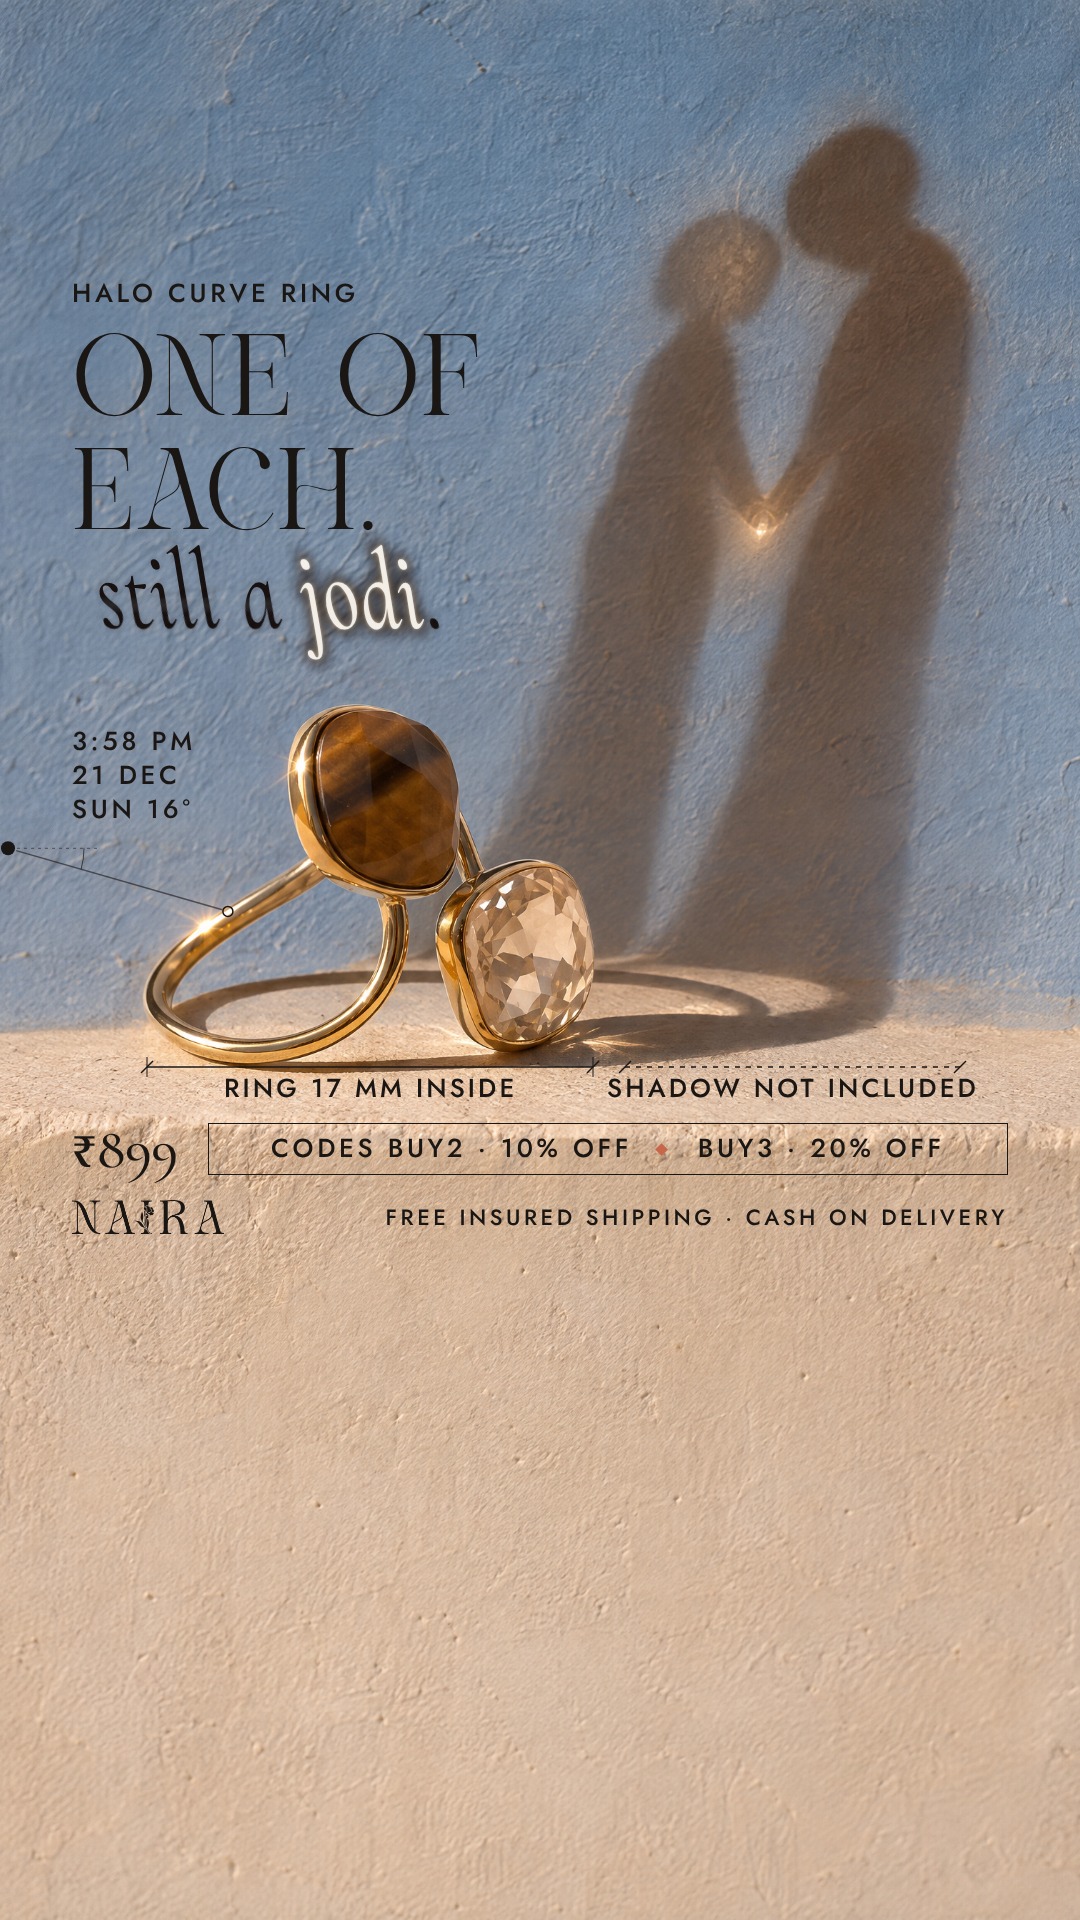 HALO CURVE RING
ONE OF
EACH.
still a jodi.
3:58 PM
21 DEC
SUN 16°
RING 17 MM INSIDE
SHADOW NOT INCLUDED
₹899
CODES BUY2 · 10% OFF ◆ BUY3 · 20% OFF
NAIRA
FREE INSURED SHIPPING · CASH ON DELIVERY